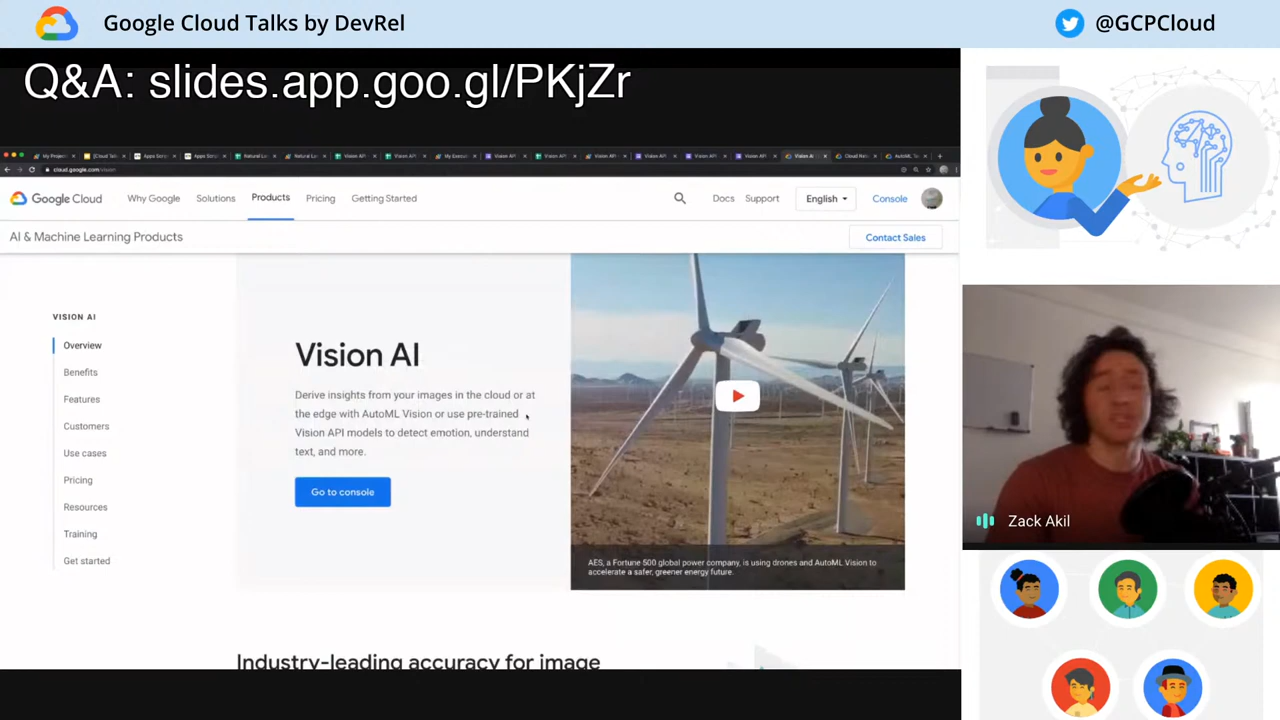 Google Cloud Talks by DevRel
@GCPCloud
Q&A: slides.app.goo.gl/PKjZr
cloud.google.com/vision
Google Cloud
Why Google
Solutions
Products
Pricing
Getting Started
Docs
Support
English
Console
AI & Machine Learning Products
Contact Sales
VISION AI
Overview
Benefits
Features
Customers
Use cases
Pricing
Resources
Training
Get started
Vision AI
Derive insights from your images in the cloud or at
the edge with AutoML Vision or use pre-trained
Vision API models to detect emotion, understand
text, and more.
Go to console
AES, a Fortune 500 global power company, is using drones and AutoML Vision to
accelerate a safer, greener energy future.
Industry-leading accuracy for image
Zack Akil